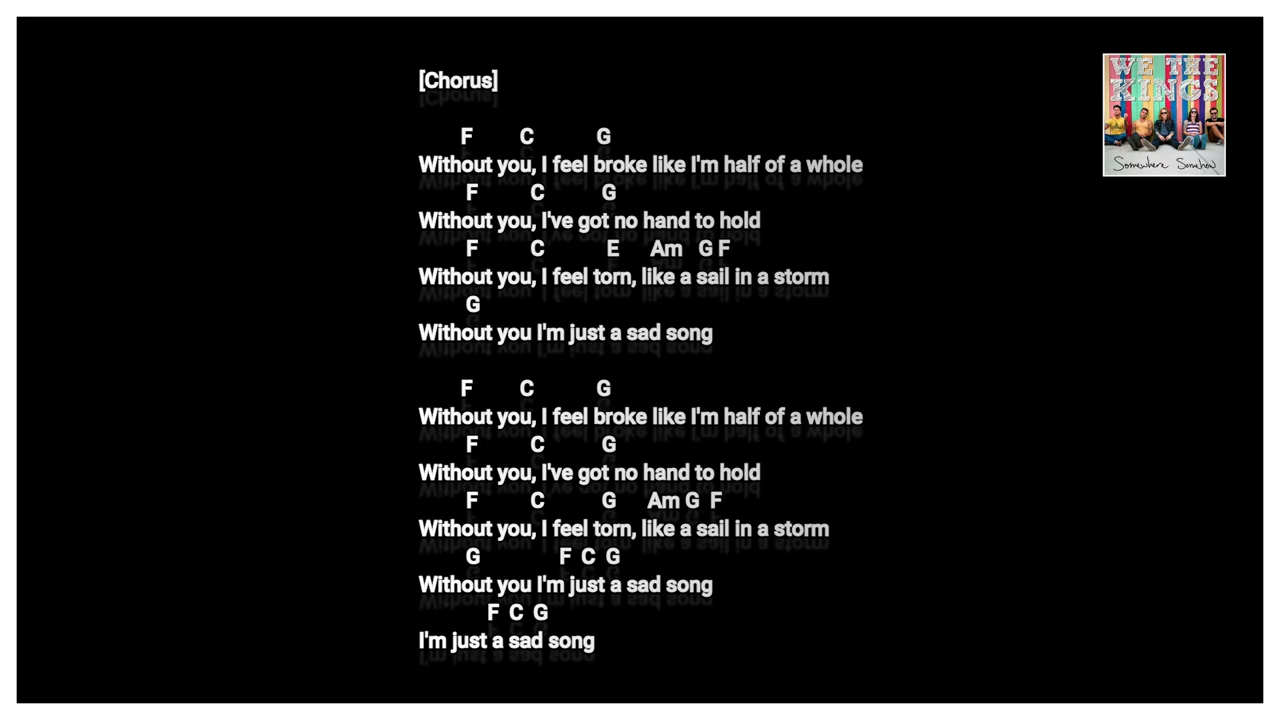 [Chorus]
F C G
Without you, I feel broke like I'm half of a whole
F C G
Without you, I've got no hand to hold
F C E Am G F
Without you, I feel torn, like a sail in a storm
G
Without you I'm just a sad song
F C G
Without you, I feel broke like I'm half of a whole
F C G
Without you, I've got no hand to hold
F C G Am G F
Without you, I feel torn, like a sail in a storm
G F C G
Without you I'm just a sad song
F C G
I'm just a sad song
WE THE
KINGS
Somewhere Somehow